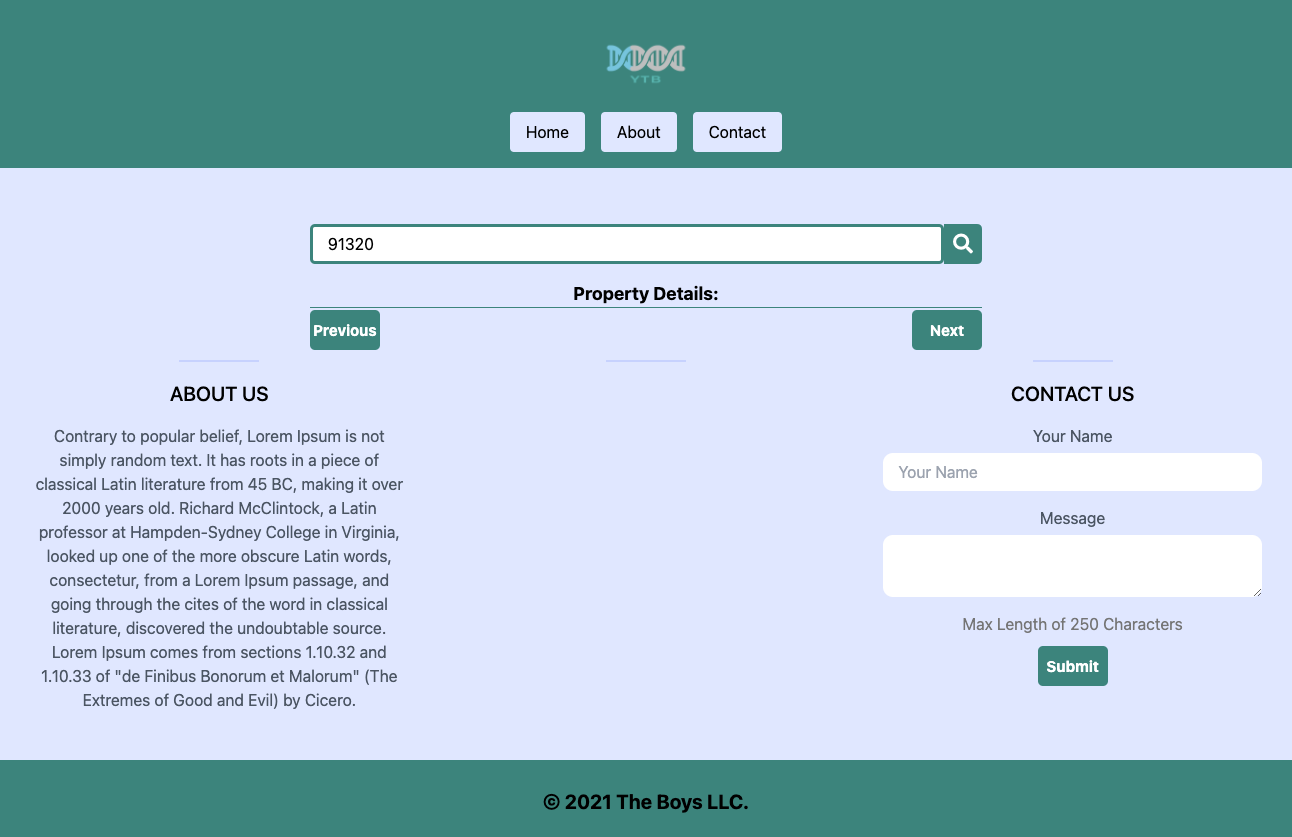 YTB
Home About Contact
91320
Property Details:
Previous Next
ABOUT US
Contrary to popular belief, Lorem Ipsum is not
simply random text. It has roots in a piece of
classical Latin literature from 45 BC, making it over
2000 years old. Richard McClintock, a Latin
professor at Hampden-Sydney College in Virginia,
looked up one of the more obscure Latin words,
consectetur, from a Lorem Ipsum passage, and
going through the cites of the word in classical
literature, discovered the undoubtable source.
Lorem Ipsum comes from sections 1.10.32 and
1.10.33 of "de Finibus Bonorum et Malorum" (The
Extremes of Good and Evil) by Cicero.
CONTACT US
Your Name
Your Name
Message
Max Length of 250 Characters
Submit
© 2021 The Boys LLC.